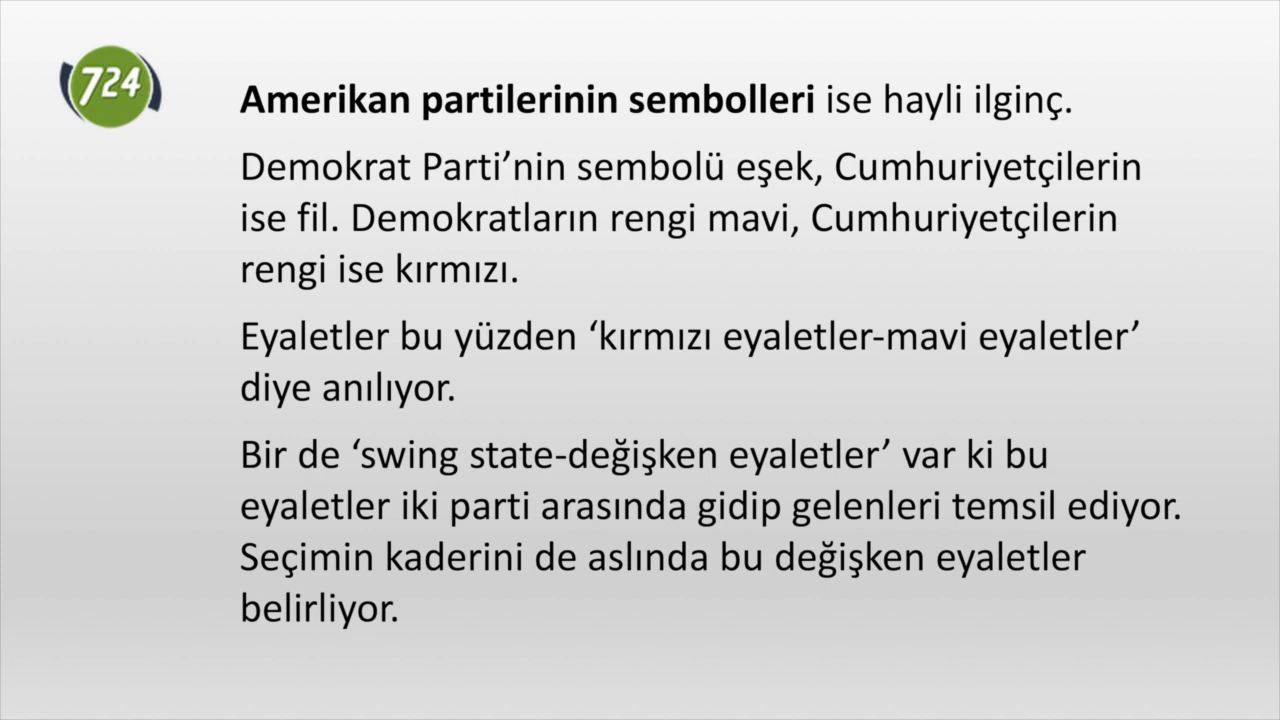 724
Amerikan partilerinin sembolleri ise hayli ilginç.
Demokrat Parti’nin sembolü eşek, Cumhuriyetçilerin
ise fil. Demokratların rengi mavi, Cumhuriyetçilerin
rengi ise kırmızı.
Eyaletler bu yüzden ‘kırmızı eyaletler-mavi eyaletler’
diye anılıyor.
Bir de ‘swing state-değişken eyaletler’ var ki bu
eyaletler iki parti arasında gidip gelenleri temsil ediyor.
Seçimin kaderini de aslında bu değişken eyaletler
belirliyor.